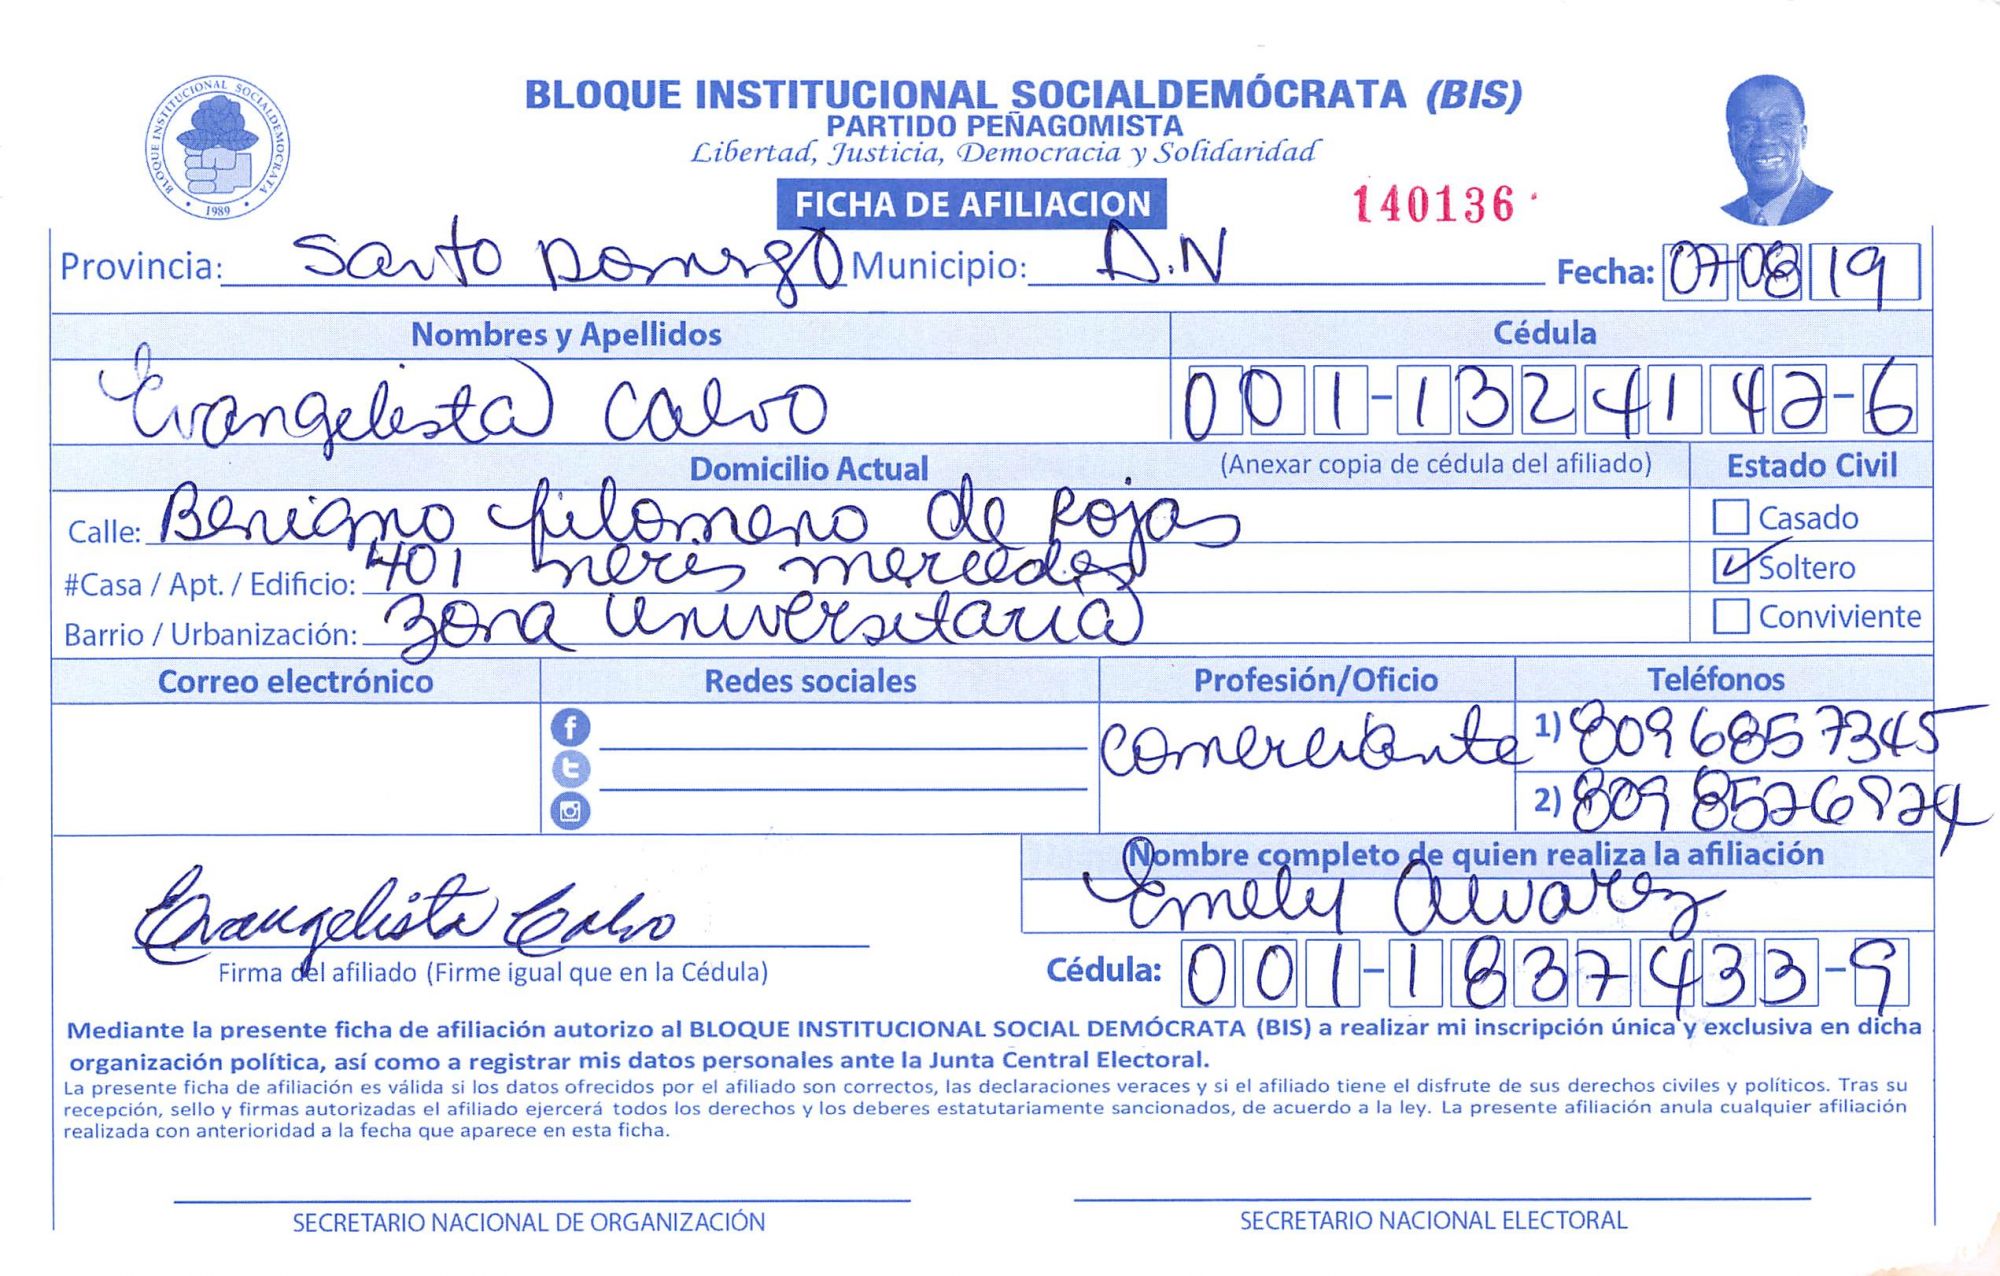 BLOQUE INSTITUCIONAL SOCIALDEMÓCRATA (BIS)
PARTIDO PEÑAGOMISTA
Libertad, Justicia, Democracia y Solidaridad
BLOQUE INSTITUCIONAL SOCIALDEMOCRATA
1989
FICHA DE AFILIACION
140136
Provincia: Santo Domingo Municipio: D.N Fecha: 07 08 19
Nombres y Apellidos Cédula
Evangelista Calvo 001-1324142-6
Domicilio Actual (Anexar copia de cédula del afiliado) Estado Civil
Calle: Benigno filomeno de Rojas Casado
#Casa / Apt. / Edificio: 401 neris mercedes Soltero
Barrio / Urbanización: Zona Universitaria Conviviente
Correo electrónico Redes sociales Profesión/Oficio Teléfonos
Comerciante 1) 809 685 7345
2) 809 8526824
Nombre completo de quien realiza la afiliación
Emely Alvarez
Evangelista Calvo
Firma del afiliado (Firme igual que en la Cédula) Cédula: 001-1837433-9
Mediante la presente ficha de afiliación autorizo al BLOQUE INSTITUCIONAL SOCIAL DEMÓCRATA (BIS) a realizar mi inscripción única y exclusiva en dicha
organización política, así como a registrar mis datos personales ante la Junta Central Electoral.
La presente ficha de afiliación es válida si los datos ofrecidos por el afiliado son correctos, las declaraciones veraces y si el afiliado tiene el disfrute de sus derechos civiles y políticos. Tras su
recepción, sello y firmas autorizadas el afiliado ejercerá todos los derechos y los deberes estatutariamente sancionados, de acuerdo a la ley. La presente afiliación anula cualquier afiliación
realizada con anterioridad a la fecha que aparece en esta ficha.
SECRETARIO NACIONAL DE ORGANIZACIÓN SECRETARIO NACIONAL ELECTORAL